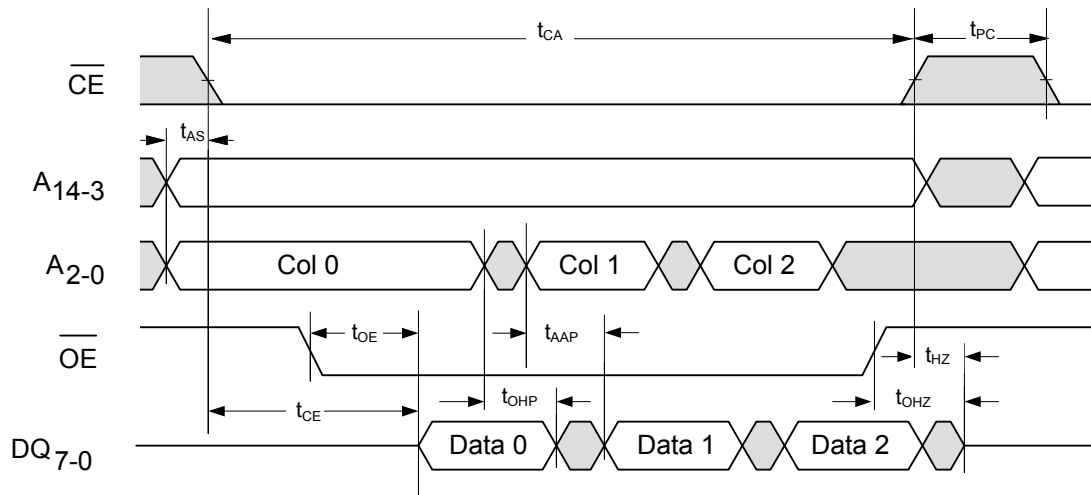 tCA
tPC
CE
tAS
A14-3
A2-0
Col 0
Col 1
Col 2
OE
tOE
tAAP
tHZ
tCE
tOHP
tOHZ
DQ7-0
Data 0
Data 1
Data 2